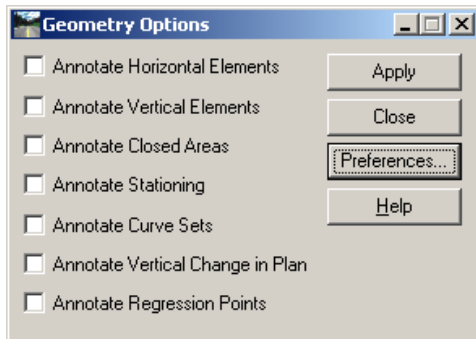 Geometry Options
Annotate Horizontal Elements
Annotate Vertical Elements
Annotate Closed Areas
Annotate Stationing
Annotate Curve Sets
Annotate Vertical Change in Plan
Annotate Regression Points
Apply
Close
Preferences...
Help